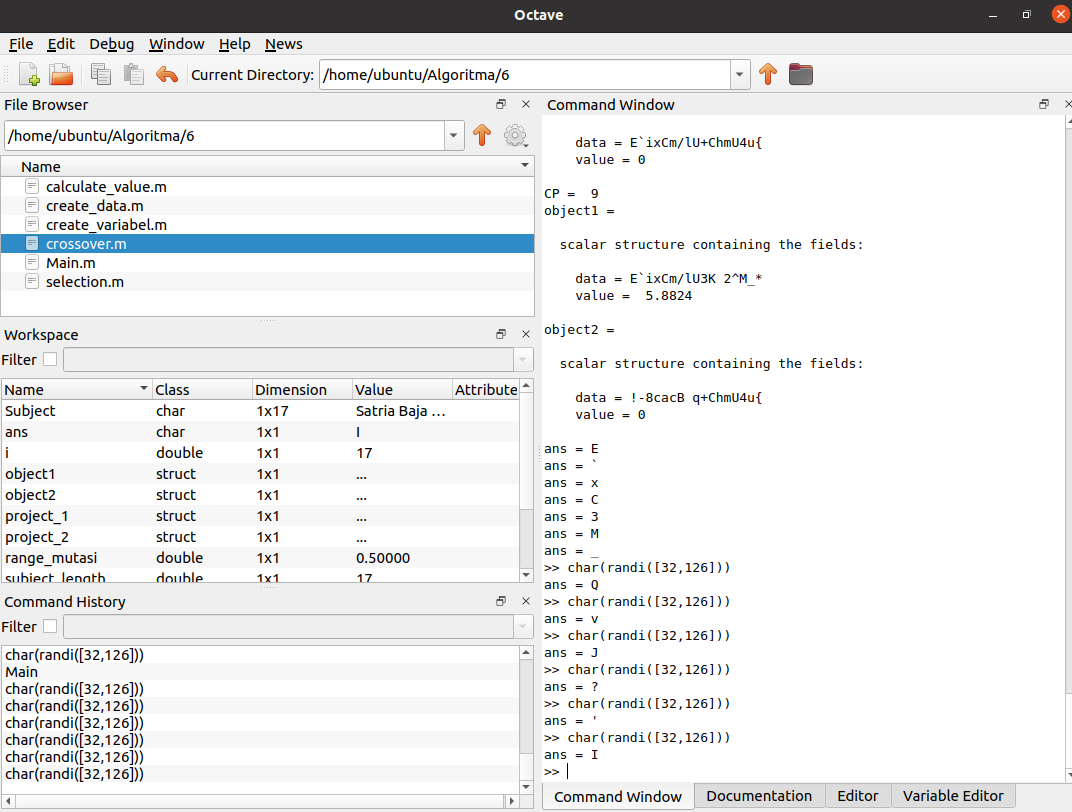 Octave
File Edit Debug Window Help News
Current Directory: /home/ubuntu/Algoritma/6
File Browser
/home/ubuntu/Algoritma/6
Name
calculate_value.m
create_data.m
create_variabel.m
crossover.m
Main.m
selection.m
Workspace
Filter
Name Class Dimension Value Attribute
Subject char 1x17 Satria Baja ...
ans char 1x1 I
i double 1x1 17
object1 struct 1x1 ...
object2 struct 1x1 ...
project_1 struct 1x1 ...
project_2 struct 1x1 ...
range_mutasi double 1x1 0.50000
subject_length double 1x1 17
Command History
Filter
char(randi([32,126]))
Main
char(randi([32,126]))
char(randi([32,126]))
char(randi([32,126]))
char(randi([32,126]))
char(randi([32,126]))
char(randi([32,126]))
Command Window
data = E`ixCm/lU+ChmU4u{
value = 0
CP =  9
object1 =
scalar structure containing the fields:
data = E`ixCm/lU3K 2^M_*
value =  5.8824
object2 =
scalar structure containing the fields:
data = !-8cacB q+ChmU4u{
value = 0
ans = E
ans = `
ans = x
ans = C
ans = 3
ans = M
ans = _
>> char(randi([32,126]))
ans = Q
>> char(randi([32,126]))
ans = v
>> char(randi([32,126]))
ans = J
>> char(randi([32,126]))
ans = ?
>> char(randi([32,126]))
ans = '
>> char(randi([32,126]))
ans = I
>>
Command Window Documentation Editor Variable Editor